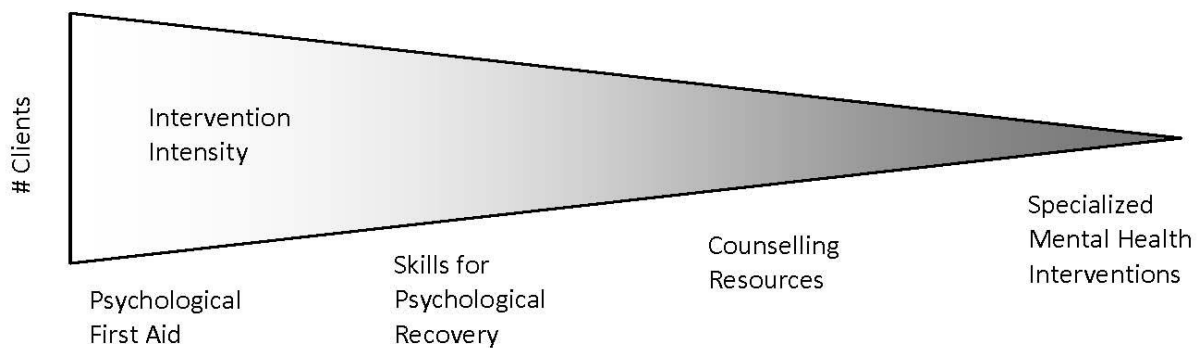 # Clients
Intervention
Intensity
Psychological
First Aid
Skills for
Psychological
Recovery
Counselling
Resources
Specialized
Mental Health
Interventions